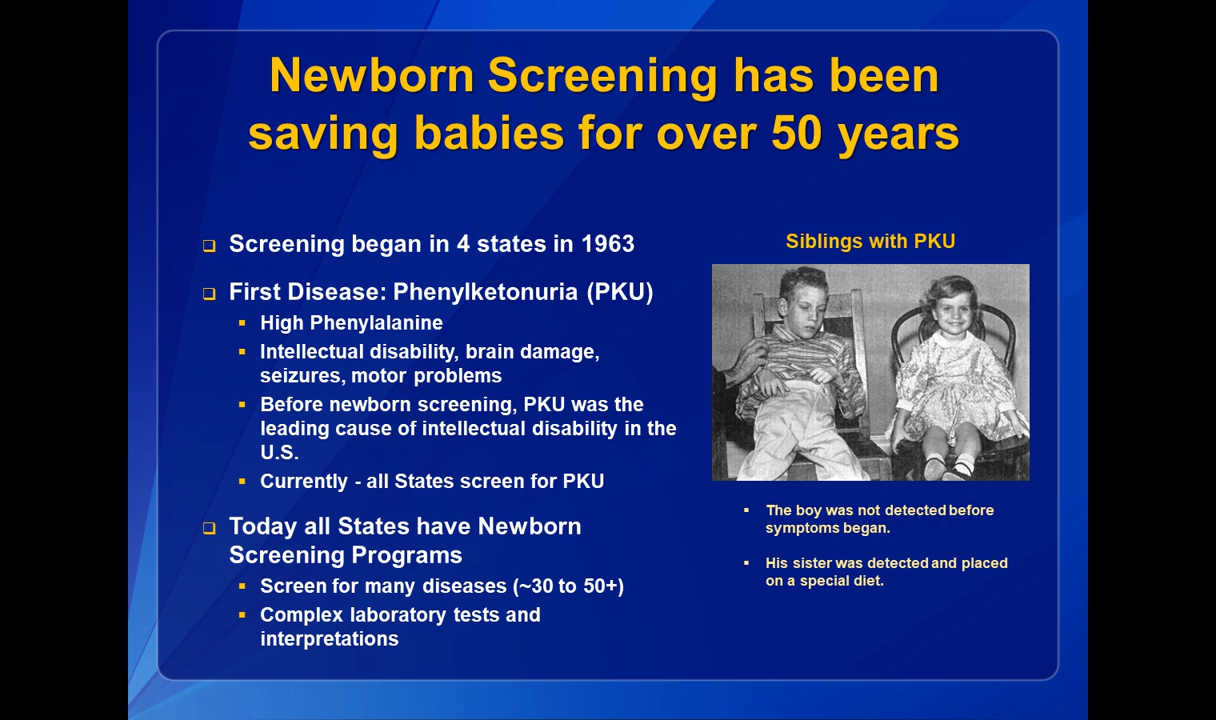 Newborn Screening has been
saving babies for over 50 years
❑ Screening began in 4 states in 1963
❑ First Disease: Phenylketonuria (PKU)
▪ High Phenylalanine
▪ Intellectual disability, brain damage,
seizures, motor problems
▪ Before newborn screening, PKU was the
leading cause of intellectual disability in the
U.S.
▪ Currently - all States screen for PKU
❑ Today all States have Newborn
Screening Programs
▪ Screen for many diseases (~30 to 50+)
▪ Complex laboratory tests and
interpretations
Siblings with PKU
▪ The boy was not detected before
symptoms began.
▪ His sister was detected and placed
on a special diet.